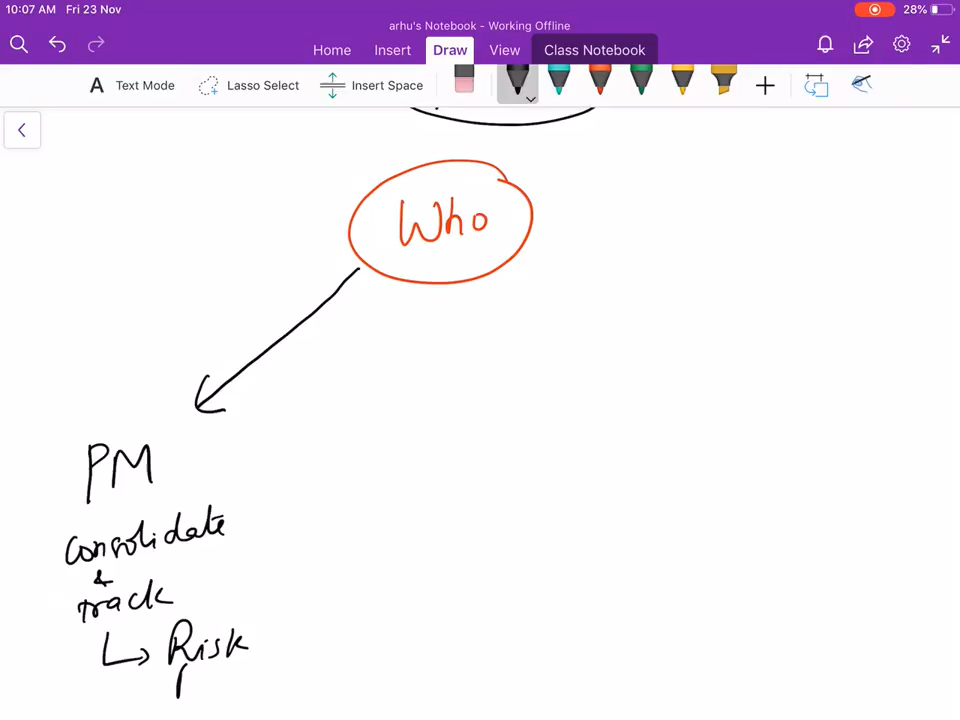 10:07 AM Fri 23 Nov
28%
arhu's Notebook - Working Offline
Home Insert Draw View Class Notebook
A Text Mode Lasso Select Insert Space
Who
PM
consolidate
&
track
↳ Risk